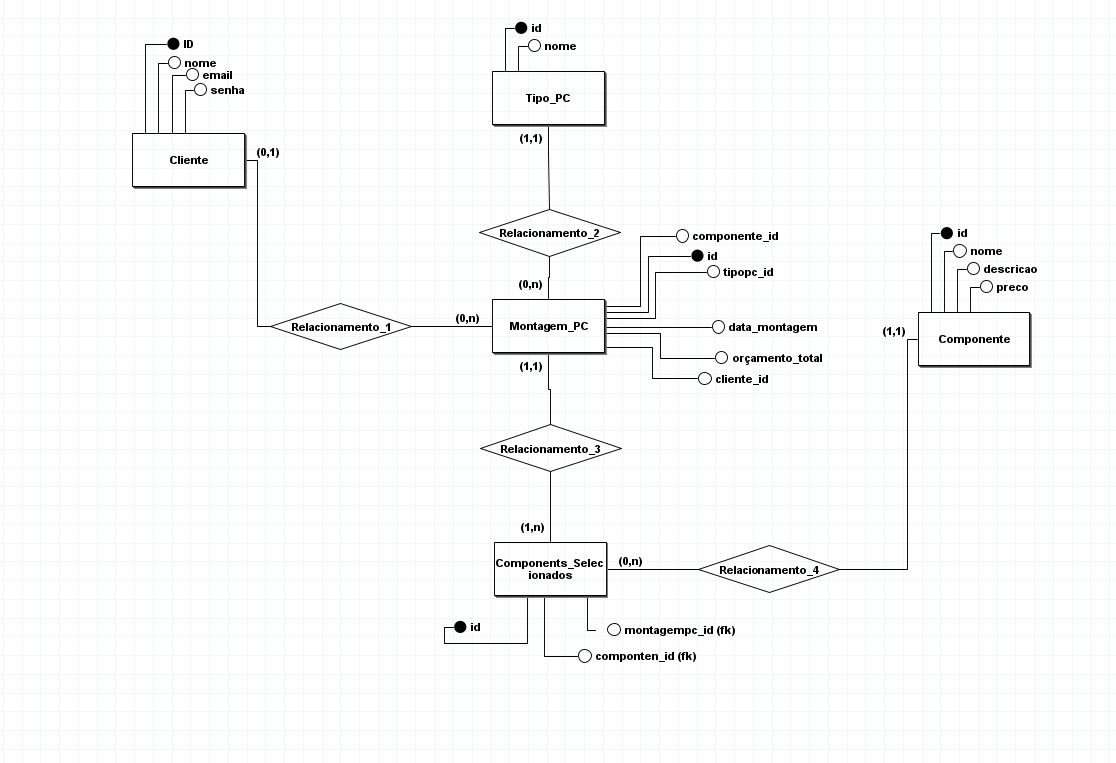 id
nome
Tipo_PC
(1,1)
ID
nome
email
senha
Cliente
(0,1)
Relacionamento_2
(0,n)
componente_id
id
tipopc_id
Montagem_PC
data_montagem
orçamento_total
cliente_id
(1,1)
Relacionamento_1
(0,n)
id
nome
descricao
preco
(1,1)
Componente
Relacionamento_3
(1,n)
Components_Selec
ionados
(0,n)
Relacionamento_4
id
montagempc_id (fk)
componten_id (fk)